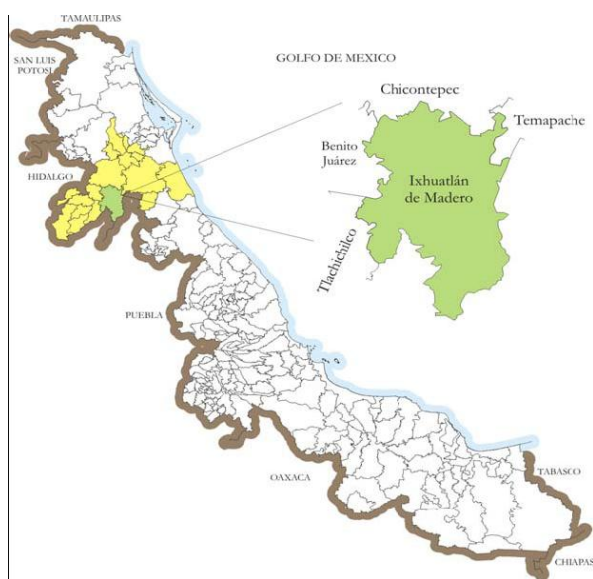 TAMAULIPAS
SAN LUIS
POTOSI
GOLFO DE MEXICO
Chicontepec
Temapache
Benito
Juárez
HIDALGO
Ixhuatlán
de Madero
Tlachichilco
PUEBLA
OAXACA
TABASCO
CHIAPAS